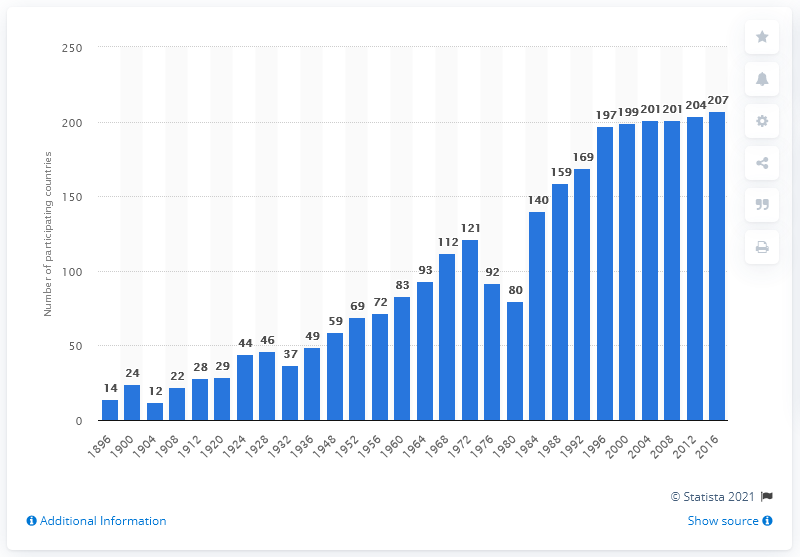 250
200
150
100
50
0
Number of participating countries
14 24 12 22 28 29 44 46 37 49 59 69 72 83 93 112 121 92 80 140 159 169 197 199 201 201 204 207
1896 1900 1904 1908 1912 1920 1924 1928 1932 1936 1948 1952 1956 1960 1964 1968 1972 1976 1980 1984 1988 1992 1996 2000 2004 2008 2012 2016
© Statista 2021
Additional Information
Show source